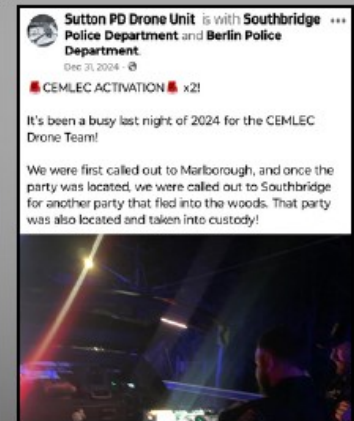 Sutton PD Drone Unit is with Southbridge
Police Department and Berlin Police
Department.
Dec 31, 2024 ·
CEMLEC ACTIVATION x2!
It's been a busy last night of 2024 for the CEMLEC
Drone Team!
We were first called out to Marlborough, and once the
party was located, we were called out to Southbridge
for another party that fled into the woods. That party
was also located and taken into custody!